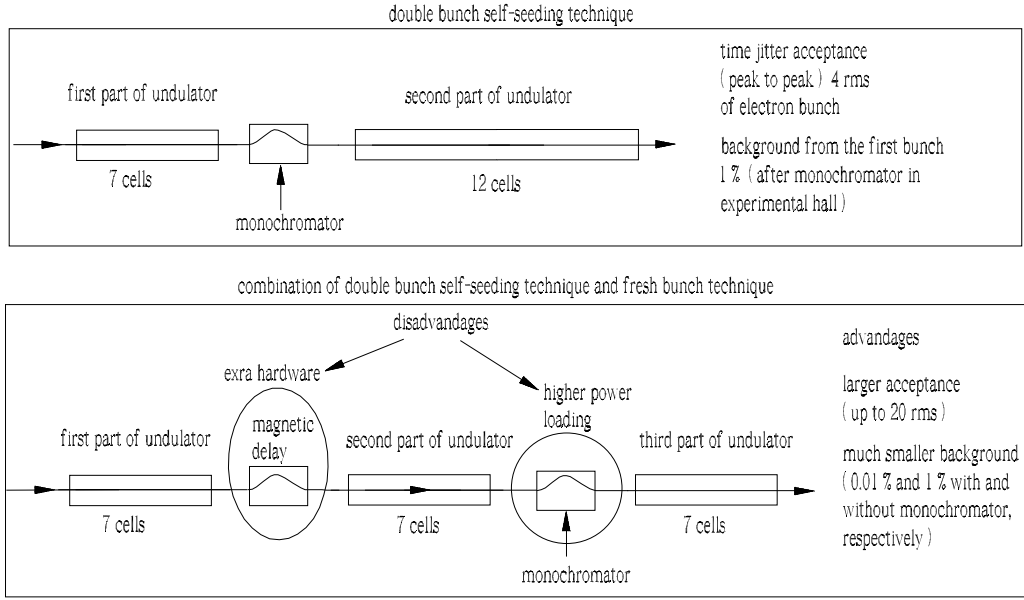 double bunch self-seeding technique
time jitter acceptance
( peak to peak ) 4 rms
of electron bunch
first part of undulator
second part of undulator
background from the first bunch
1 % ( after monochromator in
experimental hall )
7 cells
12 cells
monochromator
combination of double bunch self-seeding technique and fresh bunch technique
disadvandages
advandages
exra hardware
higher power
loading
larger acceptance
( up to 20 rms )
magnetic
delay
first part of undulator
second part of undulator
third part of undulator
much smaller background
( 0.01 % and 1 % with and
without monochromator,
respectively )
7 cells
7 cells
7 cells
monochromator